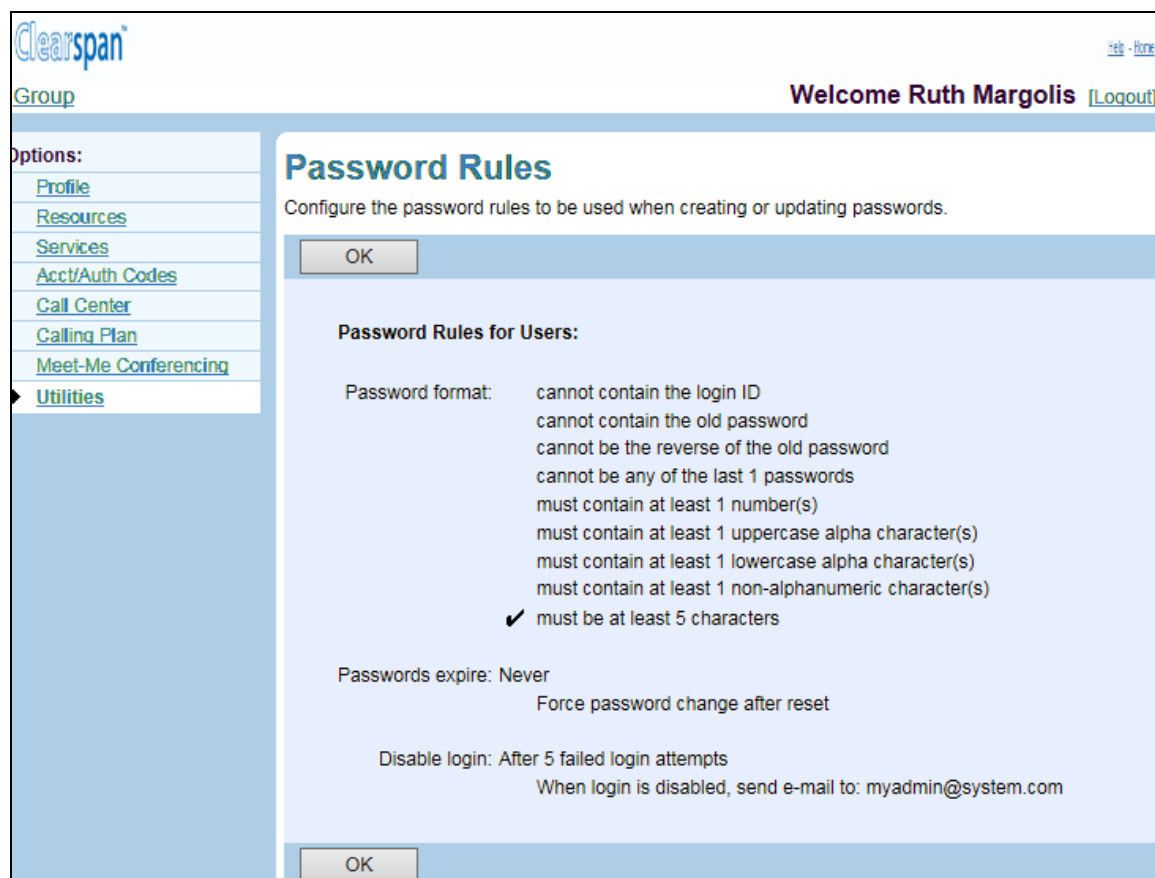 Clearspan™
Help - Home
Group
Welcome Ruth Margolis [Logout]
Options:
Profile
Resources
Services
Acct/Auth Codes
Call Center
Calling Plan
Meet-Me Conferencing
Utilities
Password Rules
Configure the password rules to be used when creating or updating passwords.
OK
Password Rules for Users:
Password format: cannot contain the login ID
cannot contain the old password
cannot be the reverse of the old password
cannot be any of the last 1 passwords
must contain at least 1 number(s)
must contain at least 1 uppercase alpha character(s)
must contain at least 1 lowercase alpha character(s)
must contain at least 1 non-alphanumeric character(s)
✔ must be at least 5 characters
Passwords expire: Never
Force password change after reset
Disable login: After 5 failed login attempts
When login is disabled, send e-mail to: myadmin@system.com
OK